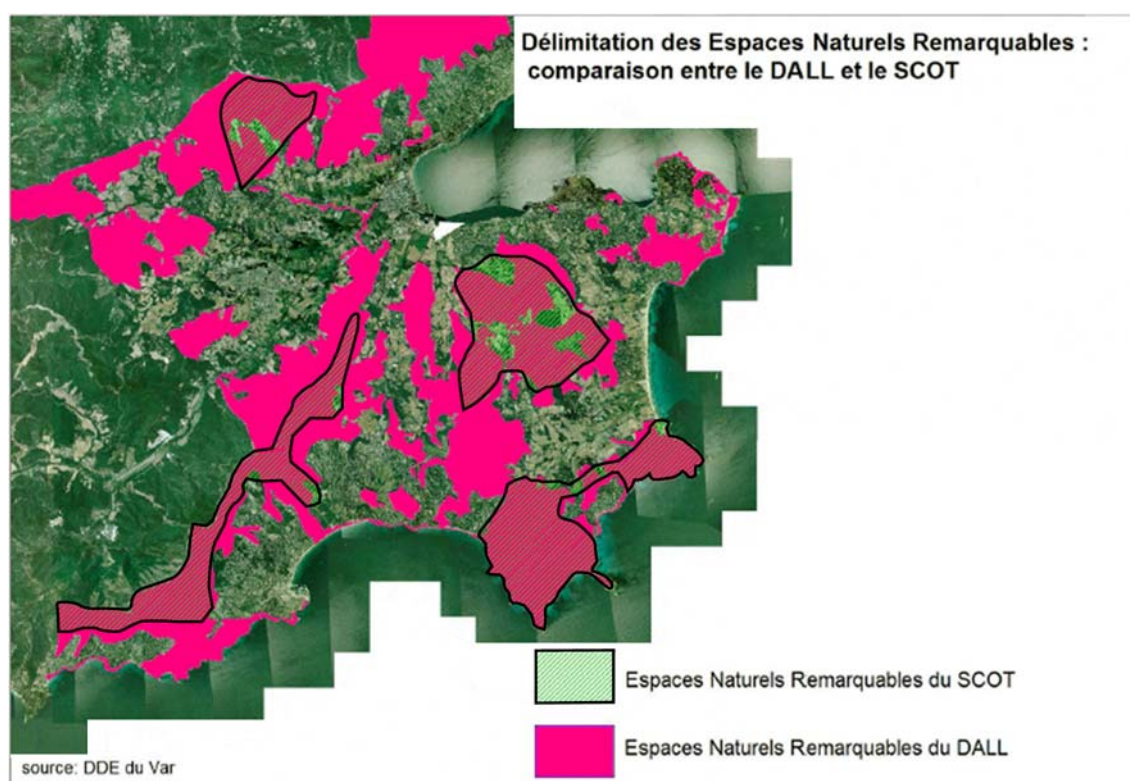 Délimitation des Espaces Naturels Remarquables :
comparaison entre le DALL et le SCOT
Espaces Naturels Remarquables du SCOT
Espaces Naturels Remarquables du DALL
source: DDE du Var